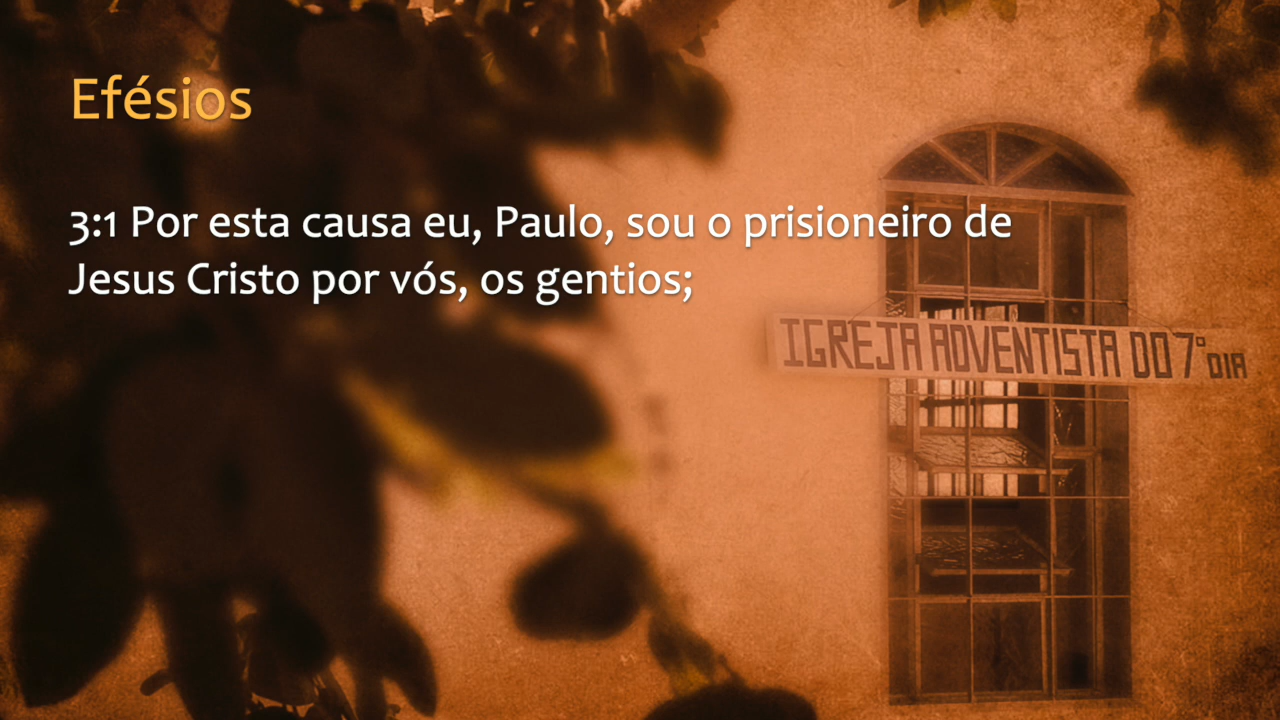 Efésios
3:1 Por esta causa eu, Paulo, sou o prisioneiro de
Jesus Cristo por vós, os gentios;
IGREJA ADVENTISTA DO 7º DIA